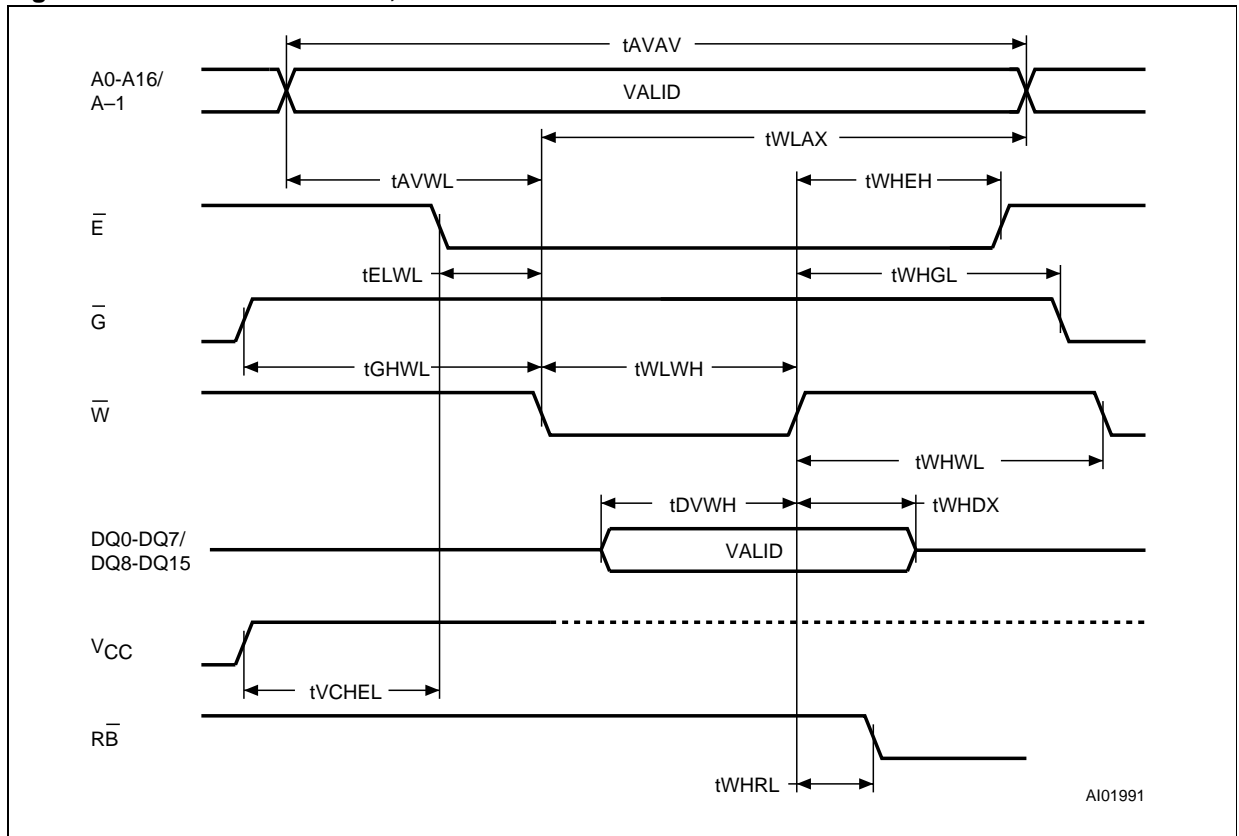 tAVAV
A0-A16/
A–1
VALID
tWLAX
tAVWL
tWHEH
E̅
tELWL
tWHGL
G̅
tGHWL
tWLWH
W̅
tWHWL
tDVWH
tWHDX
DQ0-DQ7/
DQ8-DQ15
VALID
VCC
tVCHEL
RB̅
tWHRL
AI01991